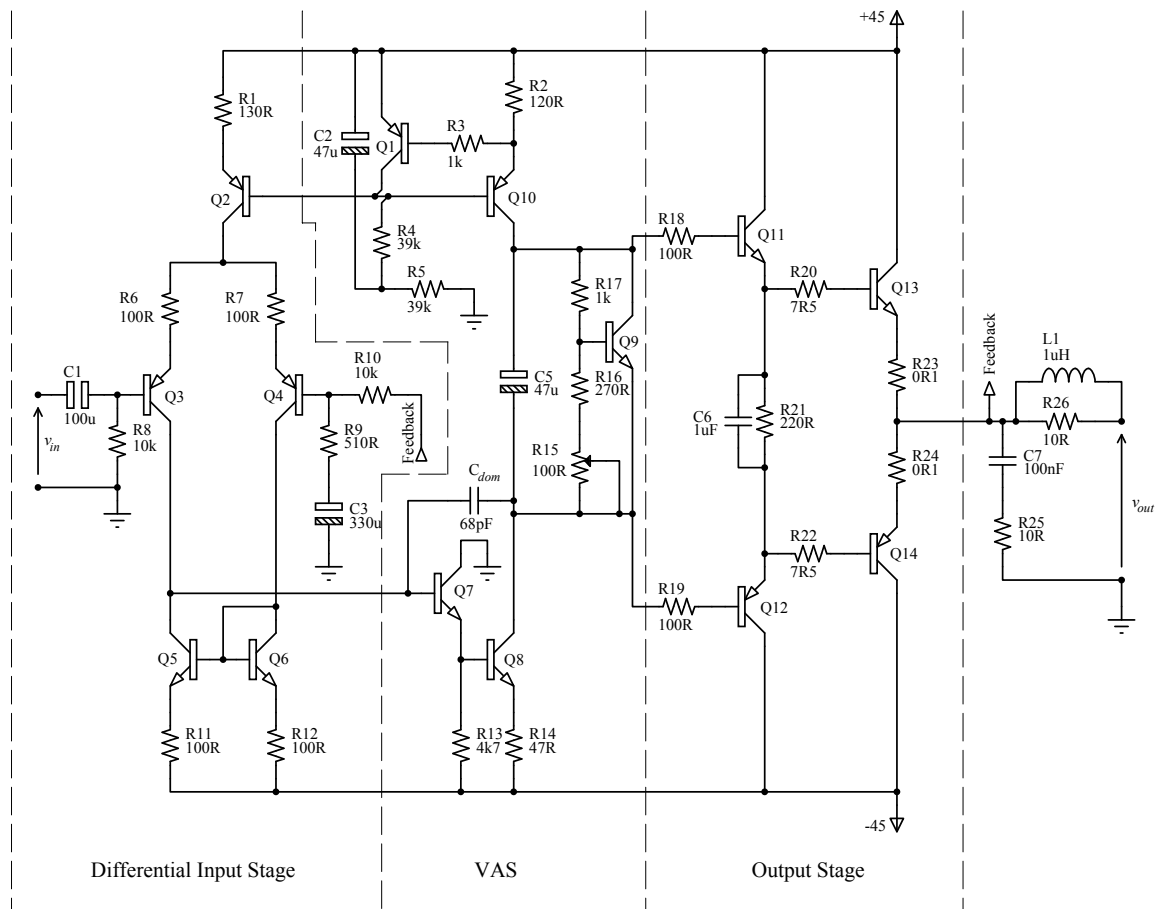 +45
R1
130R
C2
47u
Q1
R3
1k
R2
120R
Q2
Q10
R4
39k
R5
39k
R18
100R
Q11
R20
7R5
Q13
R6
100R
R7
100R
R17
1k
Q9
R16
270R
R15
100R
C1
100u
vin
R8
10k
Q3
Q4
R10
10k
R9
510R
Feedback
C3
330u
C5
47u
Cdom
68pF
C6
1uF
R21
220R
R23
0R1
R24
0R1
Feedback
L1
1uH
R26
10R
C7
100nF
R25
10R
vout
R22
7R5
Q14
Q7
R19
100R
Q12
Q5
Q6
Q8
R11
100R
R12
100R
R13
4k7
R14
47R
-45
Differential Input Stage
VAS
Output Stage